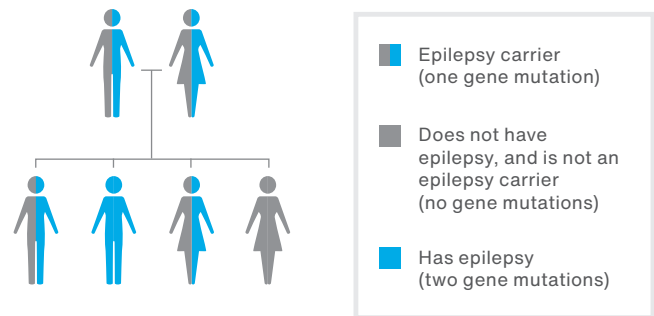 Epilepsy carrier
(one gene mutation)
Does not have
epilepsy, and is not an
epilepsy carrier
(no gene mutations)
Has epilepsy
(two gene mutations)